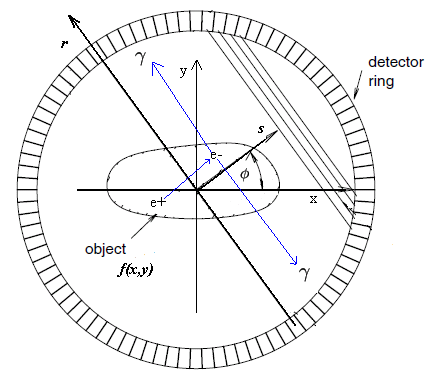 r
γ
y
detector
ring
s
e-
ϕ
e+
x
object
f(x,y)
γ